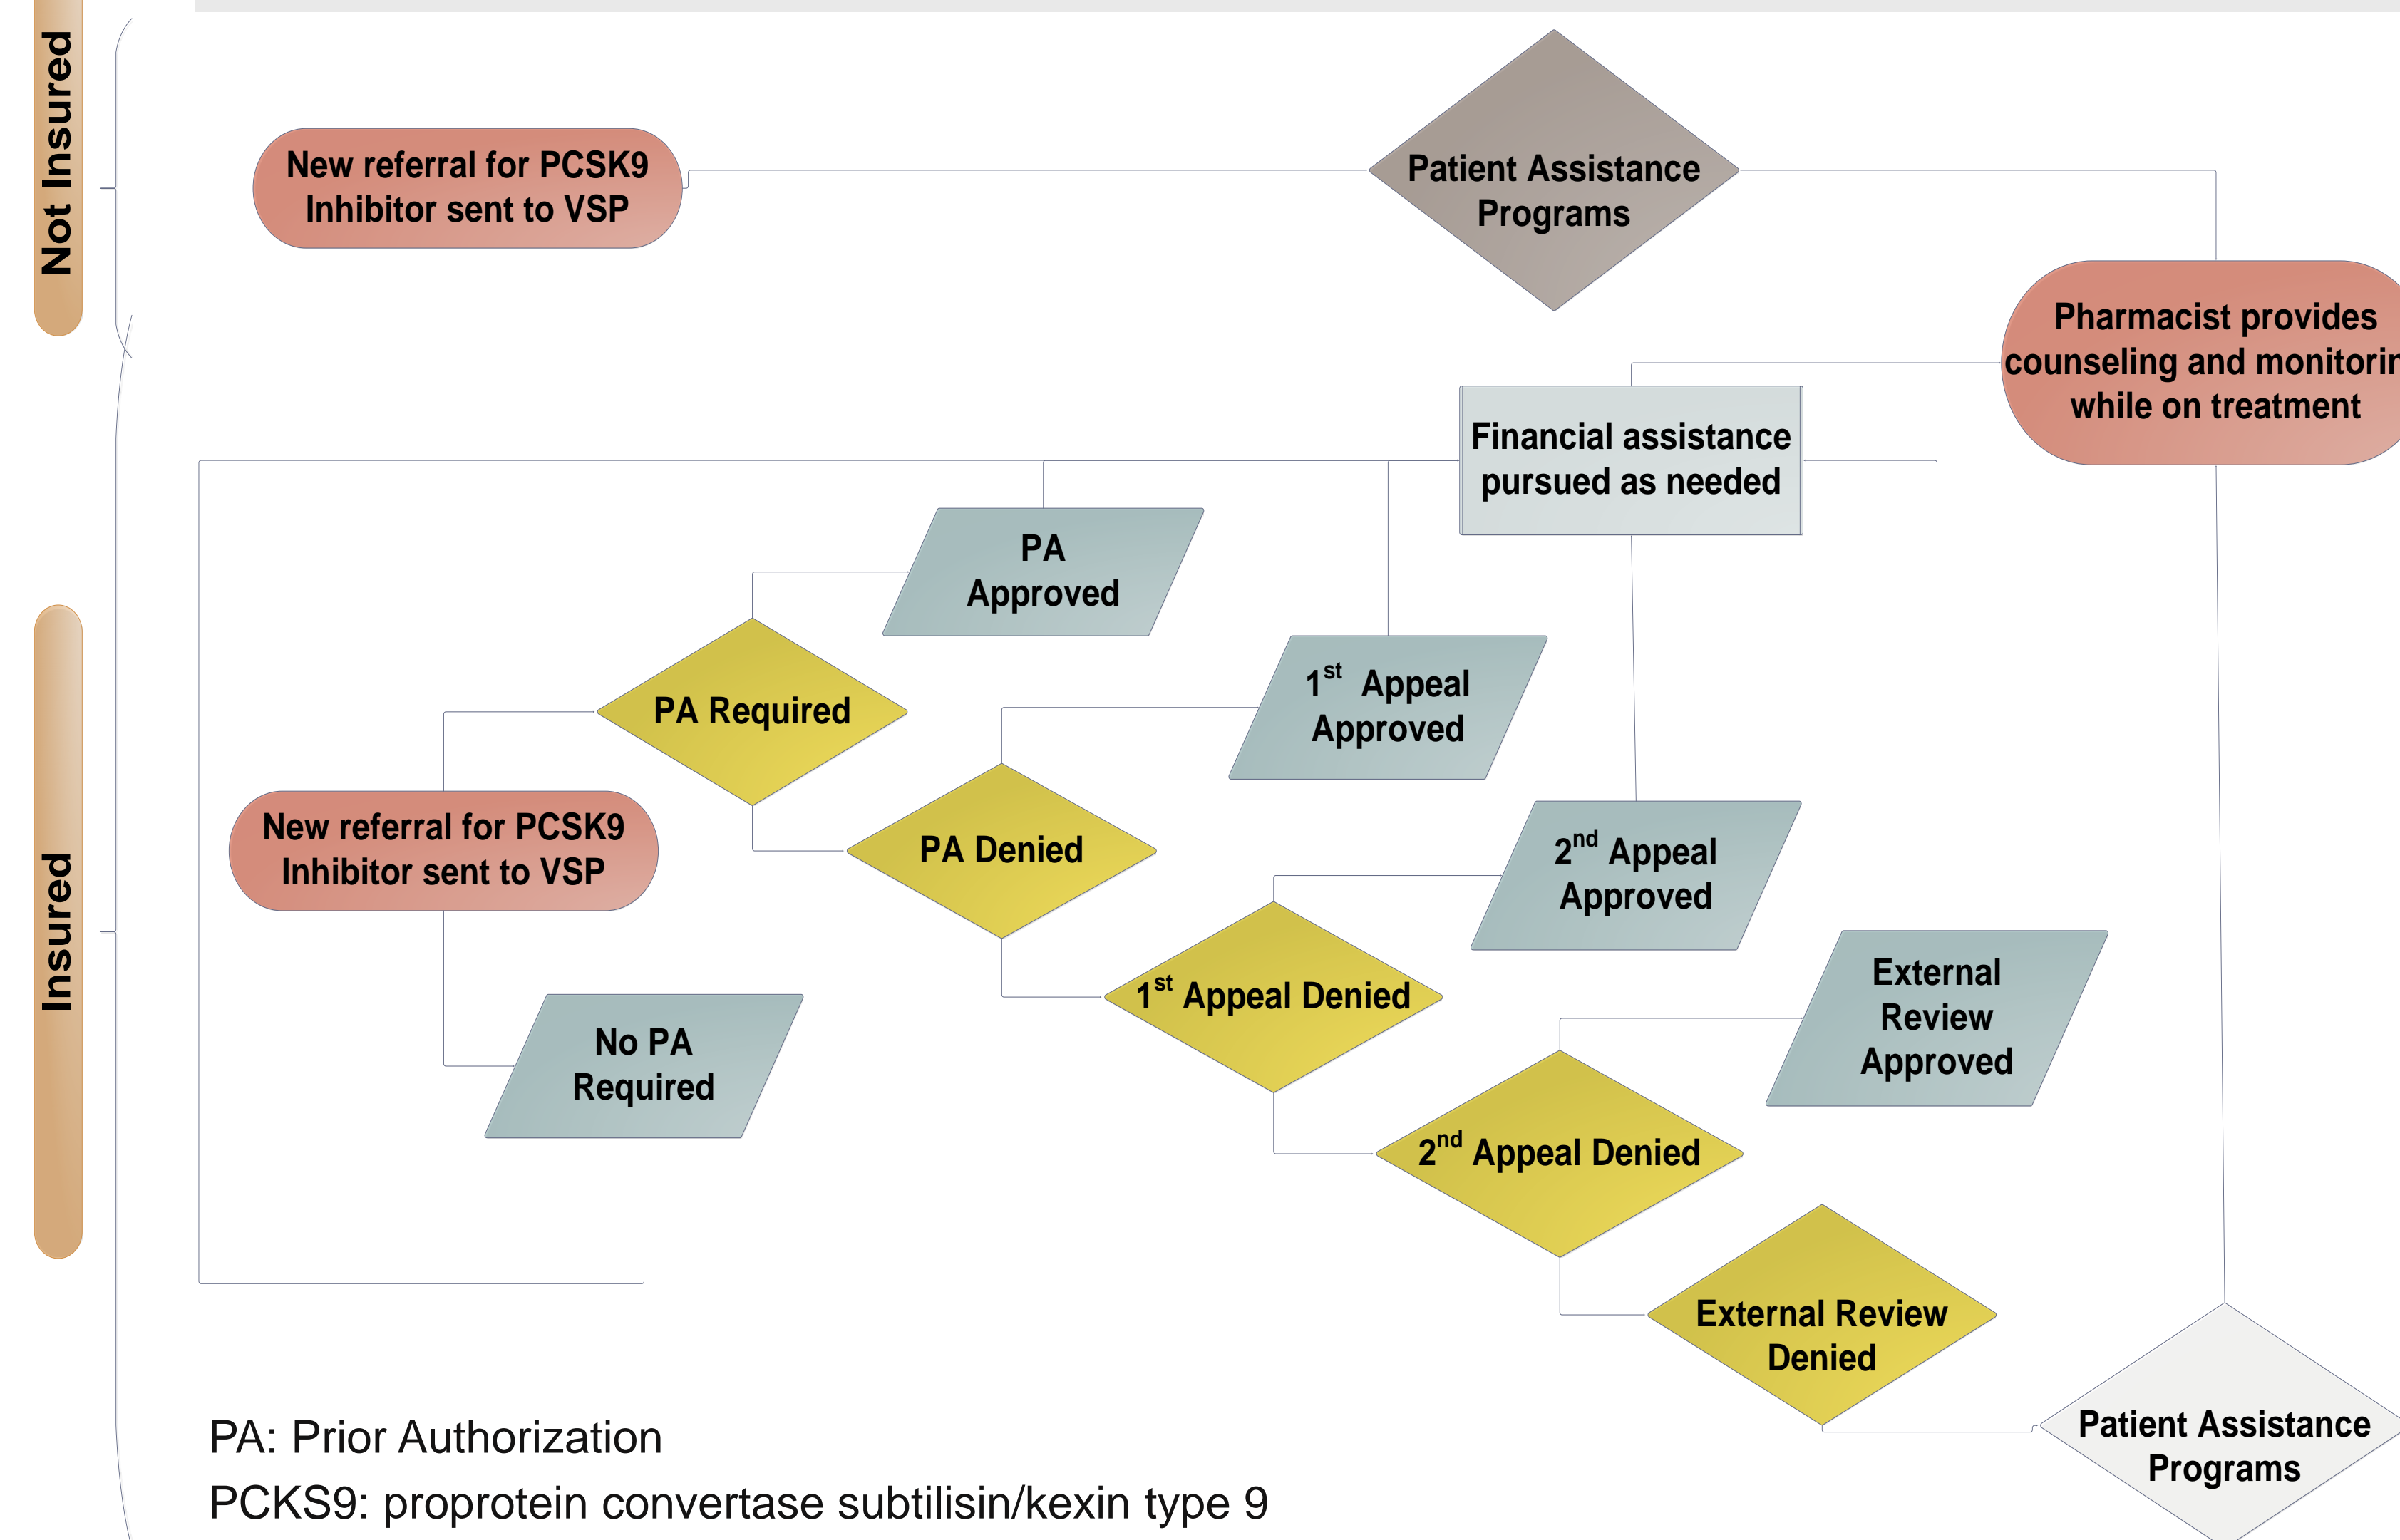 Not Insured
New referral for PCSK9
Inhibitor sent to VSP
Patient Assistance
Programs
Pharmacist provides
counseling and monitorin
while on treatment
Financial assistance
pursued as needed
PA
Approved
PA Required
1st Appeal
Approved
Insured
New referral for PCSK9
Inhibitor sent to VSP
PA Denied
2nd Appeal
Approved
1st Appeal Denied
External
Review
Approved
No PA
Required
2nd Appeal Denied
External Review
Denied
Patient Assistance
Programs
PA: Prior Authorization
PCKS9: proprotein convertase subtilisin/kexin type 9